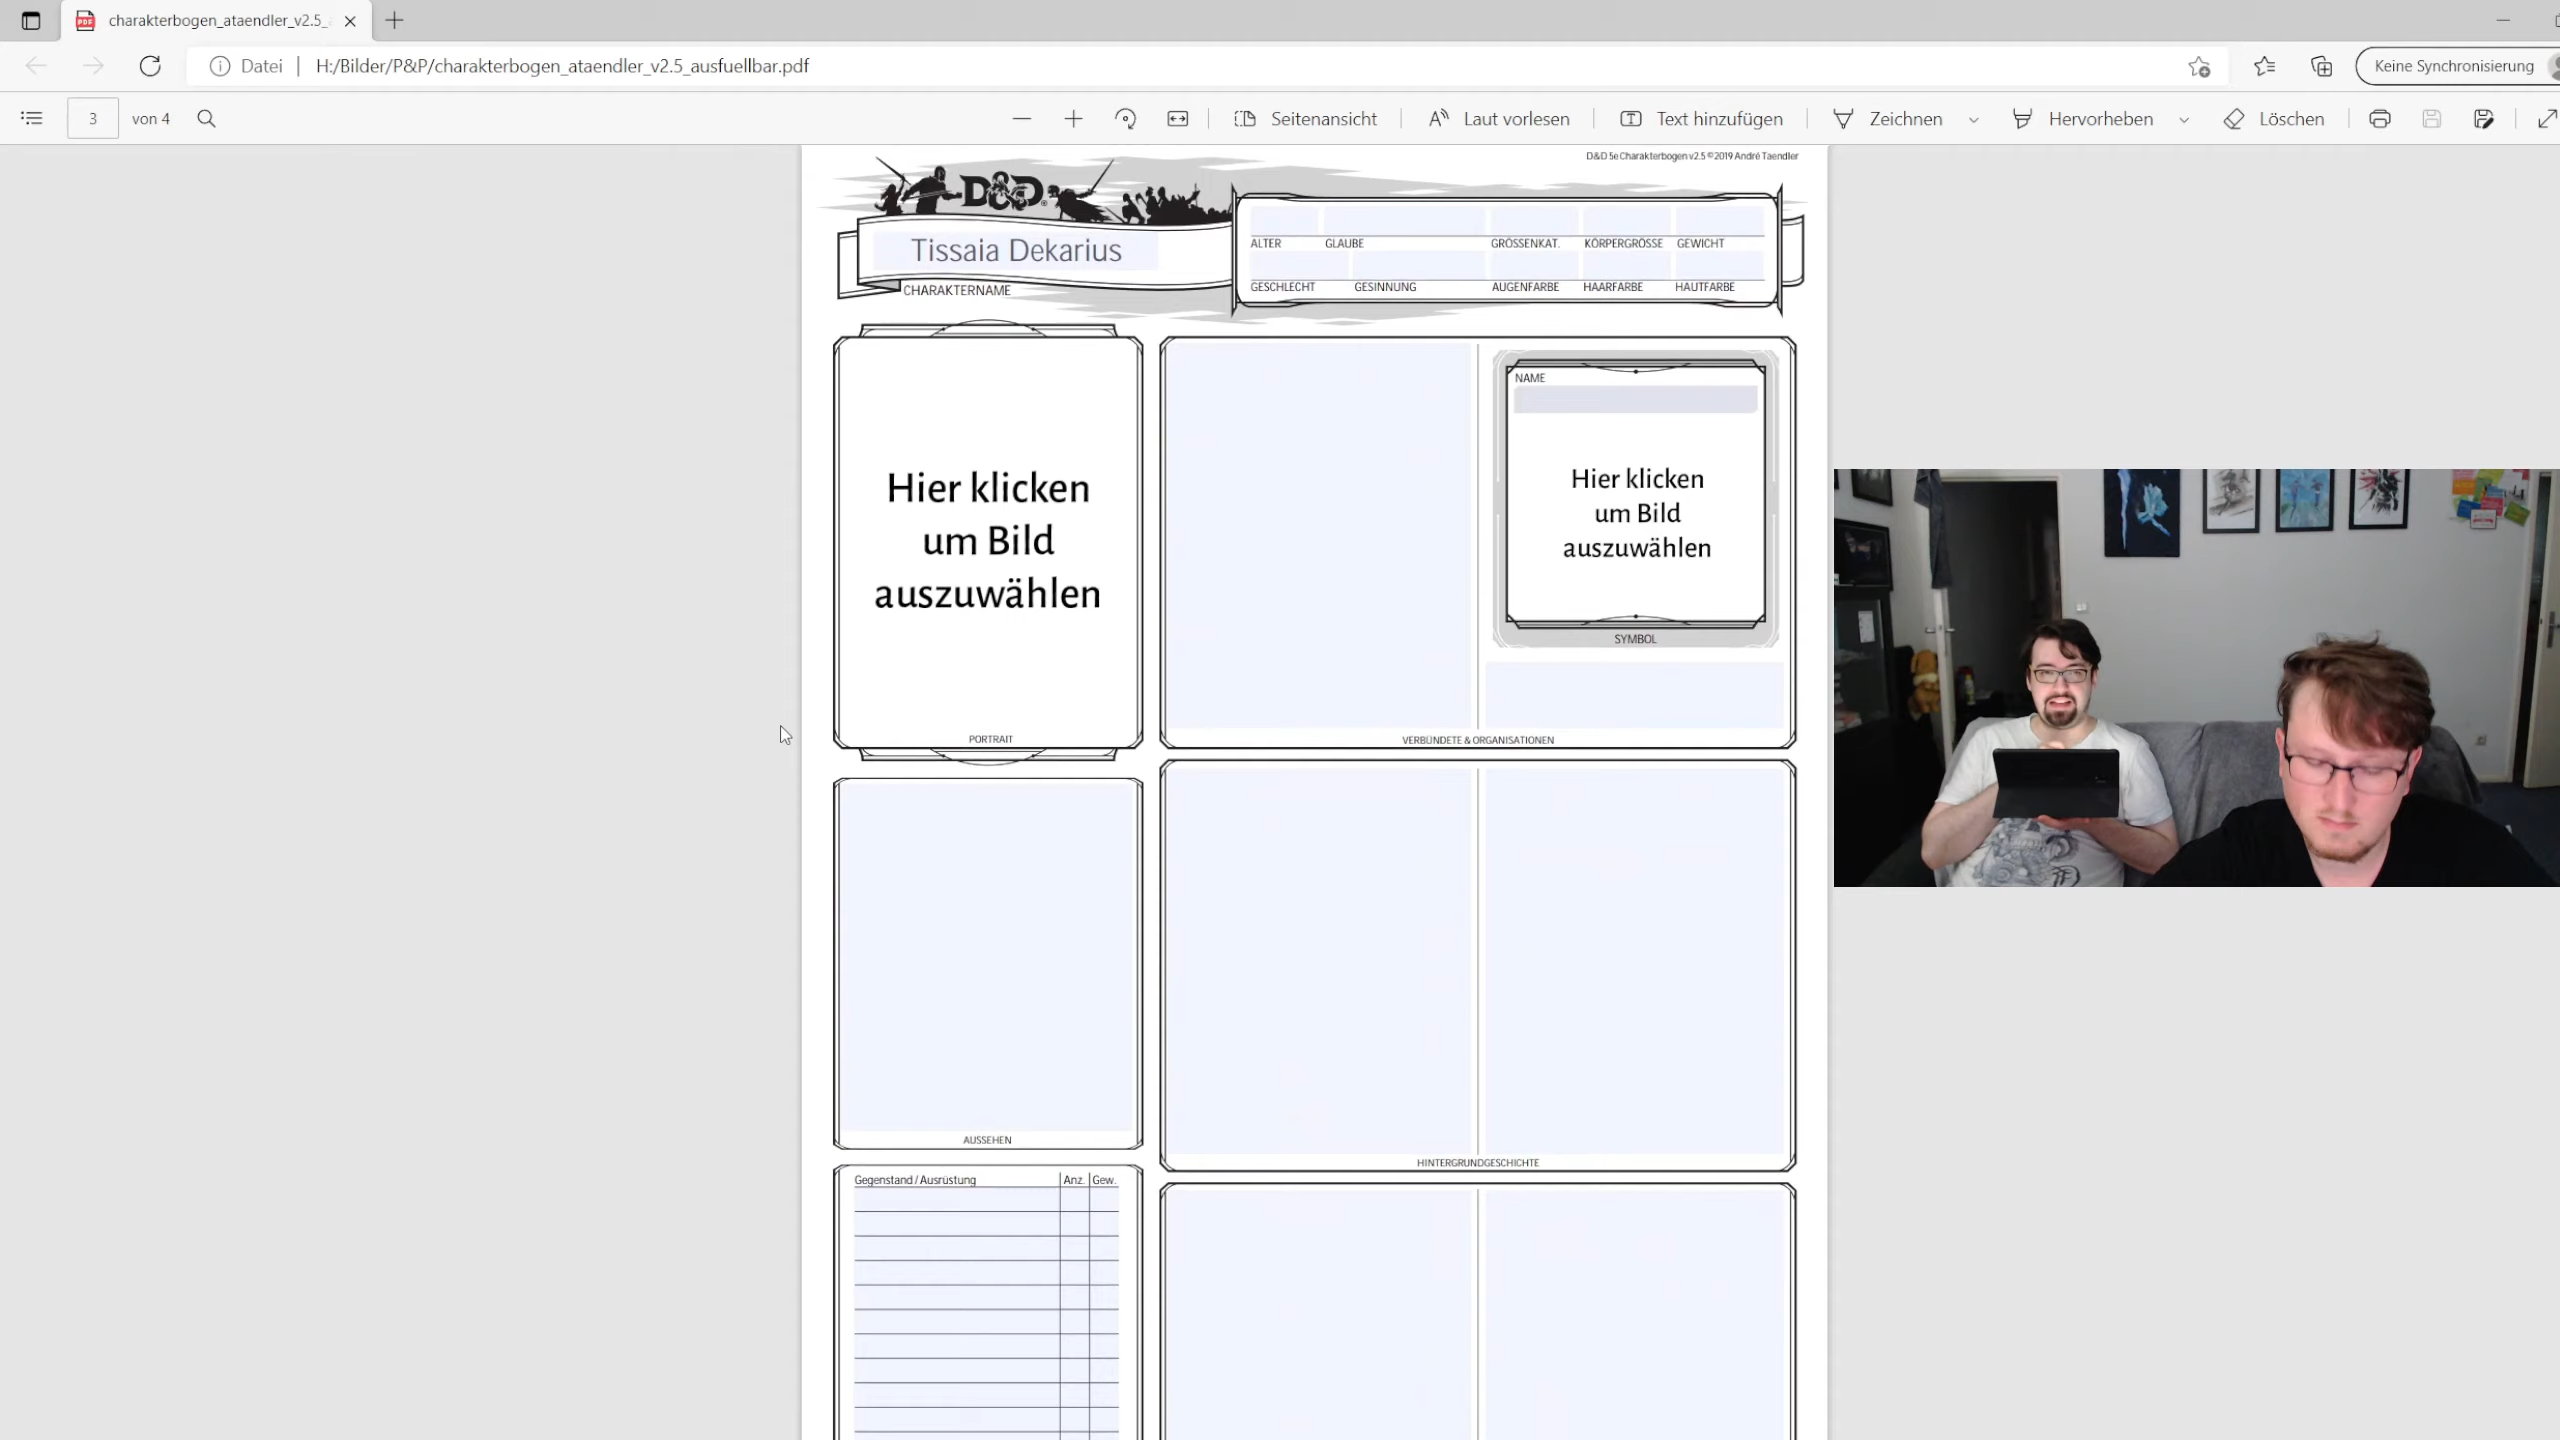 charakterbogen_ataendler_v2.5_
Datei
H:/Bilder/P&P/charakterbogen_ataendler_v2.5_ausfuellbar.pdf
Keine Synchronisierung
3 von 4
Seitenansicht
Laut vorlesen
Text hinzufügen
Zeichnen
Hervorheben
Löschen
D&D 5e Charakterbogen v2.5 ©2019 André Taendler
D&D
Tissaia Dekarius
CHARAKTERNAME
ALTER GLAUBE GRÖSSENKAT. KÖRPERGRÖSSE GEWICHT
GESCHLECHT GESINNUNG AUGENFARBE HAARFARBE HAUTFARBE
Hier klicken
um Bild
auszuwählen
PORTRAIT
NAME
Hier klicken
um Bild
auszuwählen
SYMBOL
VERBÜNDETE & ORGANISATIONEN
AUSSEHEN
HINTERGRUNDGESCHICHTE
Gegenstand / Ausrüstung Anz. Gew.